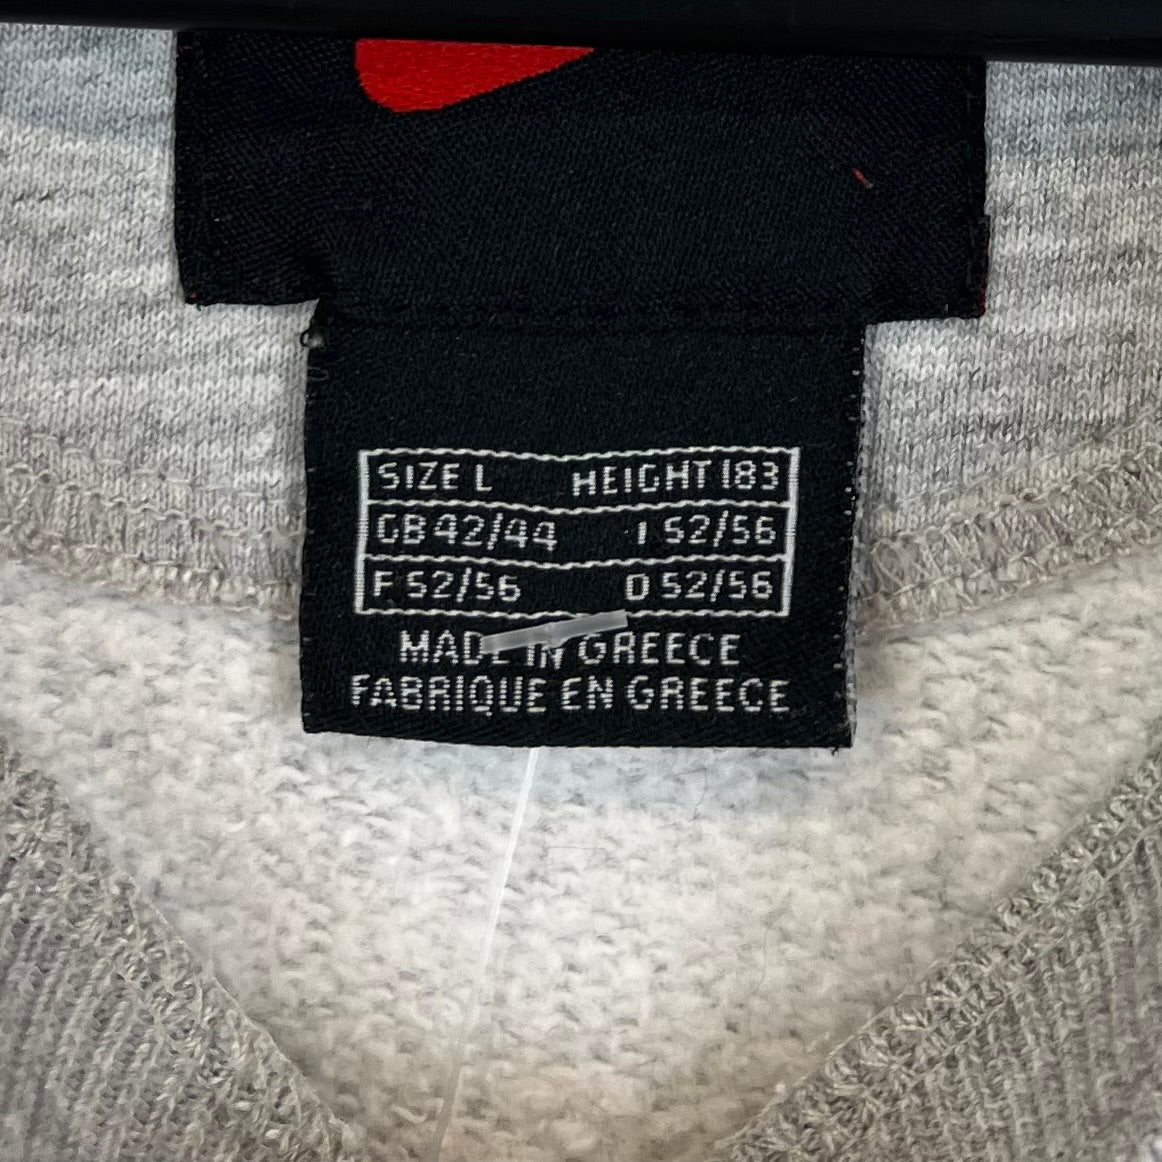 SIZE L HEIGHT 183
GB 42/44 I 52/56
F 52/56 D 52/56
MADE IN GREECE
FABRIQUE EN GREECE